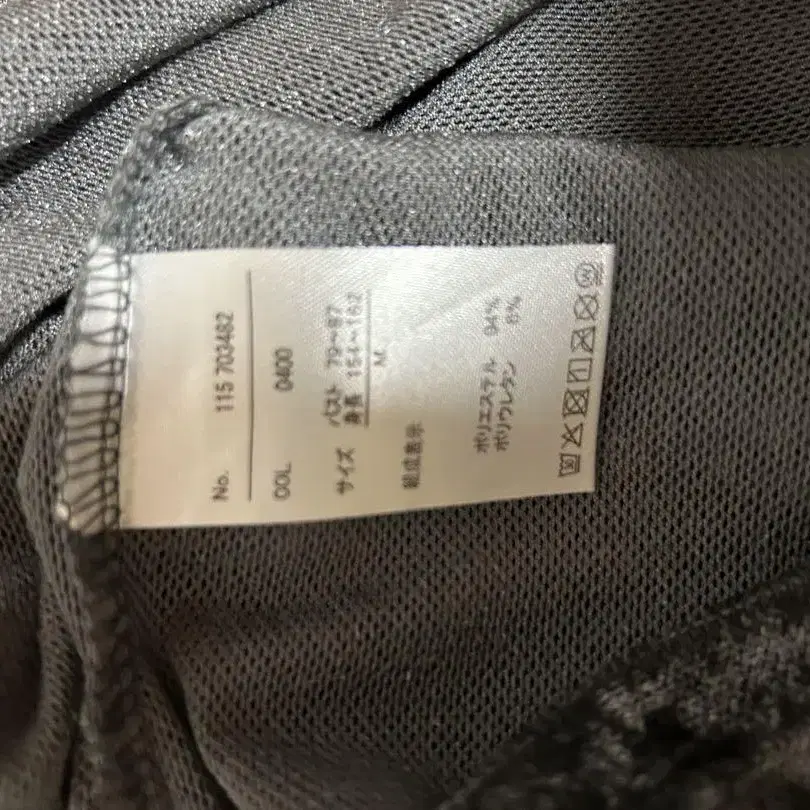 No. 115 703482
OOL 0400
サイズ バスト 79~87
身長 154~162
M
組成表示
ポリエステル 94%
ポリウレタン 6%